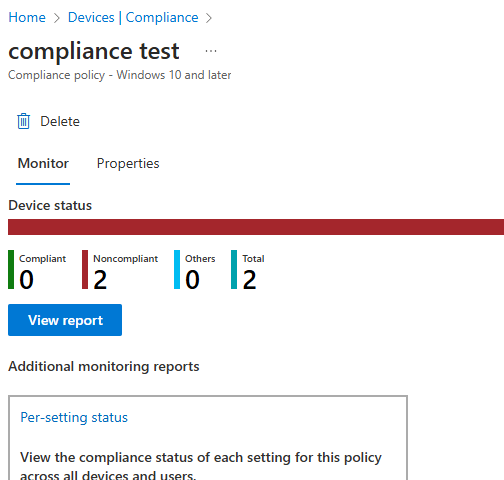 Home > Devices | Compliance >
compliance test ...
Compliance policy - Windows 10 and later
Delete
Monitor Properties
Device status
Compliant Noncompliant Others Total
0 2 0 2
View report
Additional monitoring reports
Per-setting status
View the compliance status of each setting for this policy
across all devices and users.